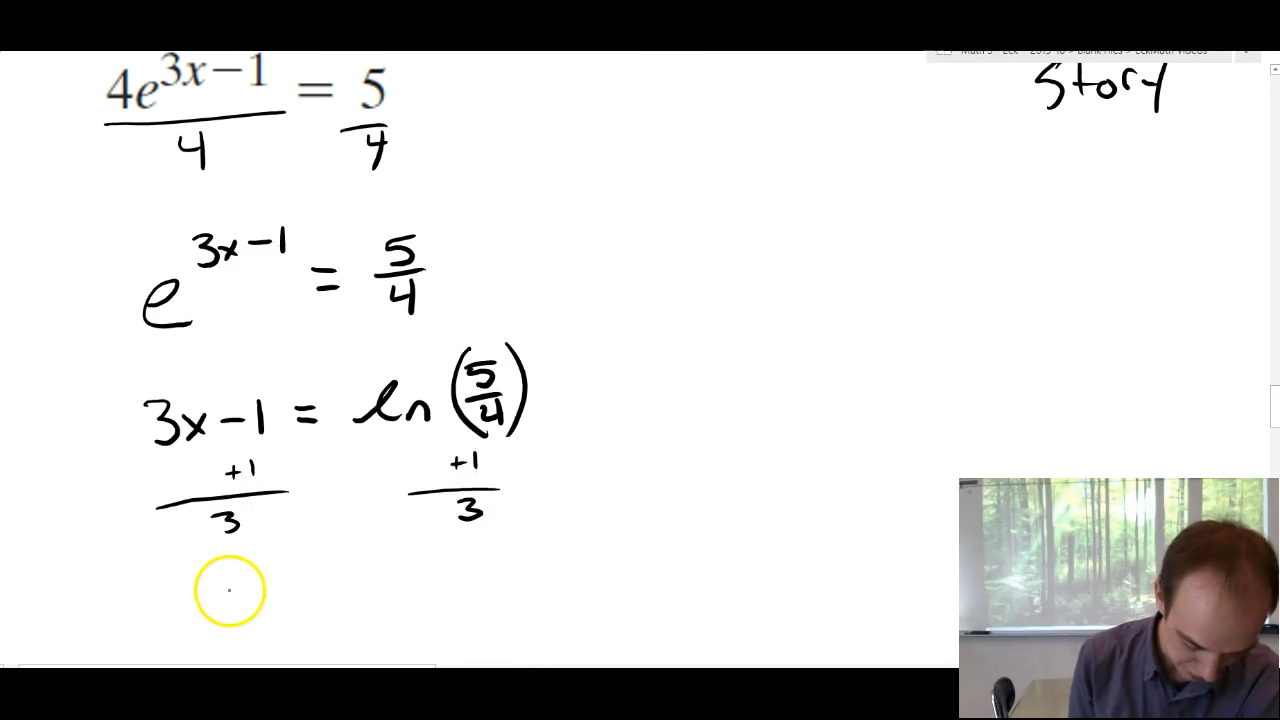 Story
4e^{3x-1} = 5
4 4
e^{3x-1} = 5/4
3x-1 = ln(5/4)
+1 +1
3 3